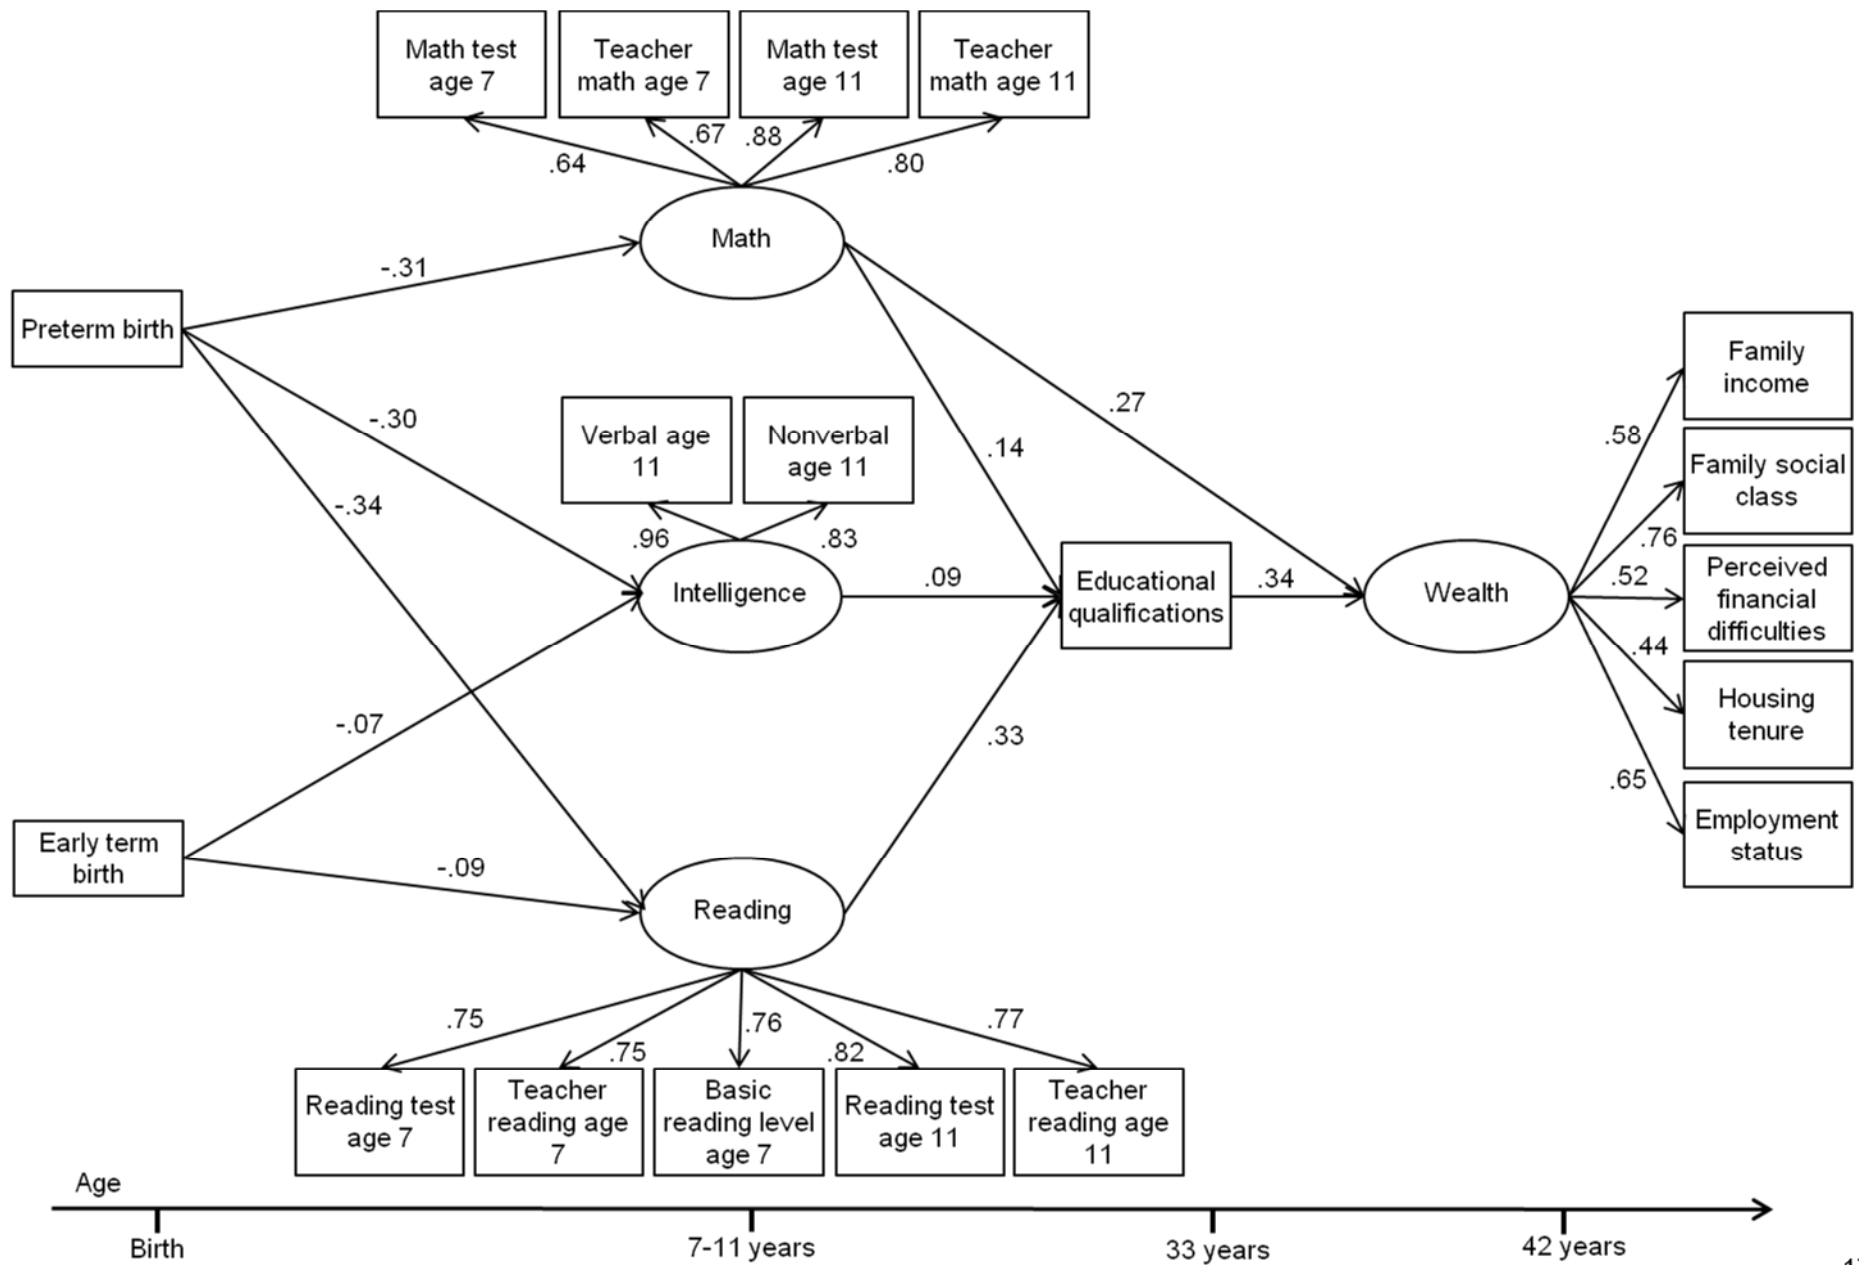 Math test
age 7
Teacher
math age 7
Math test
age 11
Teacher
math age 11
.64
.67
.88
.80
Math
-.31
Preterm birth
-.30
-.34
Verbal age
11
Nonverbal
age 11
.96
.83
Intelligence
.27
.14
.09
Educational
qualifications
.34
Wealth
.58
.76
.52
.44
.65
Family
income
Family social
class
Perceived
financial
difficulties
Housing
tenure
Employment
status
-.07
.33
Early term
birth
-.09
Reading
.75
.75
.76
.82
.77
Reading test
age 7
Teacher
reading age
7
Basic
reading level
age 7
Reading test
age 11
Teacher
reading age
11
Age
Birth
7-11 years
33 years
42 years